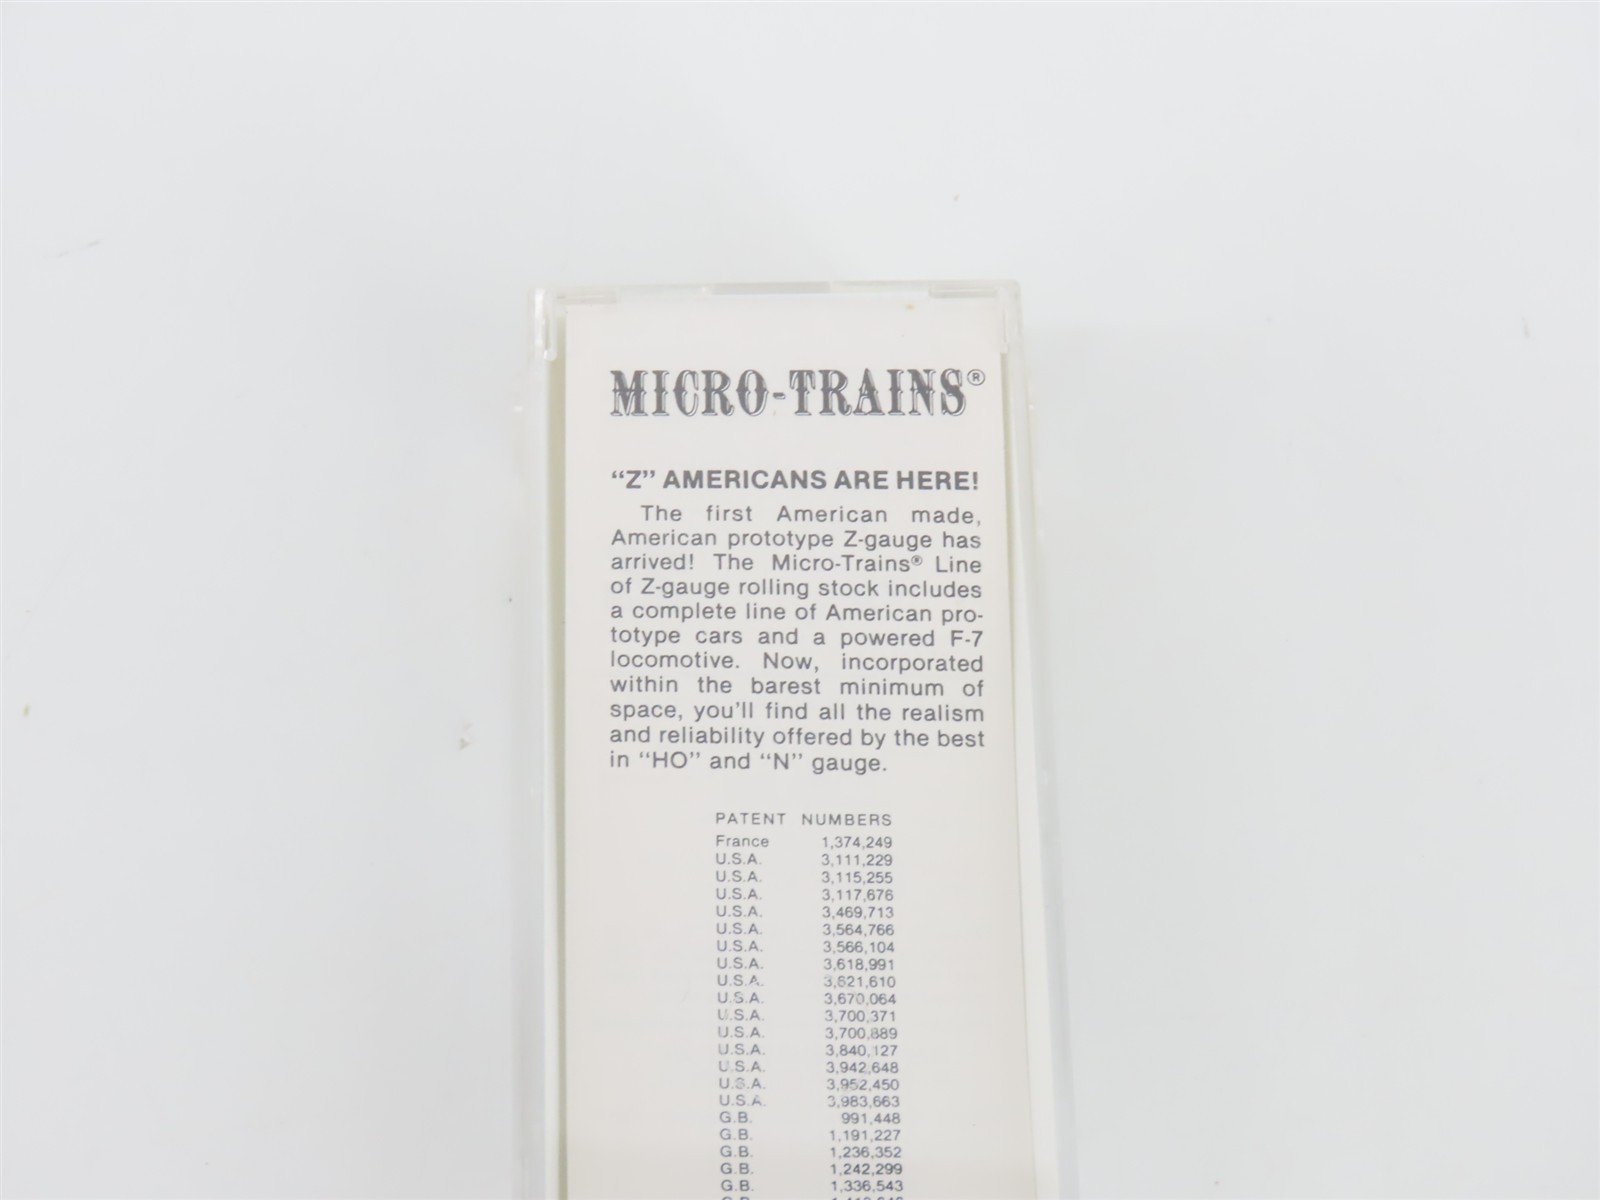 MICRO-TRAINS®
“Z” AMERICANS ARE HERE!
The first American made,
American prototype Z-gauge has
arrived! The Micro-Trains® Line
of Z-gauge rolling stock includes
a complete line of American pro-
totype cars and a powered F-7
locomotive. Now, incorporated
within the barest minimum of
space, you'll find all the realism
and reliability offered by the best
in “HO” and “N” gauge.
PATENT NUMBERS
France 1,374,249
U.S.A. 3,111,229
U.S.A. 3,115,255
U.S.A. 3,117,676
U.S.A. 3,469,713
U.S.A. 3,564,766
U.S.A. 3,566,104
U.S.A. 3,618,991
U.S.A. 3,621,610
U.S.A. 3,670,064
U.S.A. 3,700,371
U.S.A. 3,700,889
U.S.A. 3,840,127
U.S.A. 3,942,648
U.S.A. 3,952,450
U.S.A. 3,983,663
G.B. 991,448
G.B. 1,191,227
G.B. 1,236,352
G.B. 1,242,299
G.B. 1,336,543
G.B.